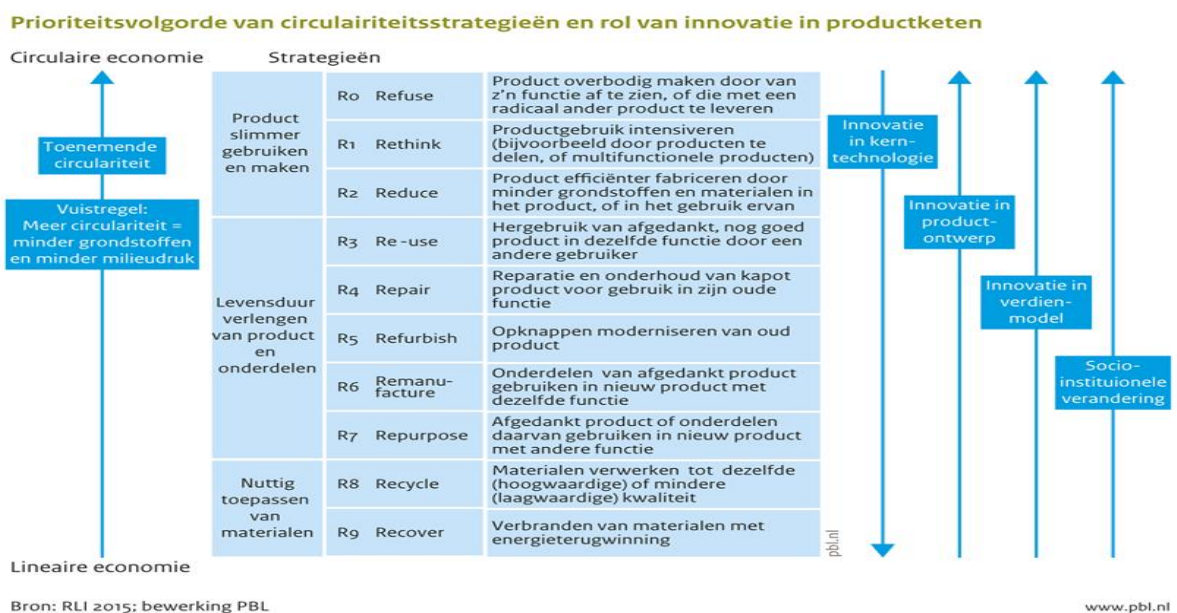 Prioriteitsvolgorde van circulairiteitsstrategieën en rol van innovatie in productketen
Circulaire economie
Strategieën
Toenemende
circulariteit
Vuistregel:
Meer circulariteit =
minder grondstoffen
en minder milieudruk
Lineaire economie
Product
slimmer
gebruiken
en maken
R0 Refuse
Product overbodig maken door van
z'n functie af te zien, of die met een
radicaal ander product te leveren
R1 Rethink
Productgebruik intensiveren
(bijvoorbeeld door producten te
delen, of multifunctionele producten)
R2 Reduce
Product efficiënter fabriceren door
minder grondstoffen en materialen in
het product, of in het gebruik ervan
Levensduur
verlengen
van product
en
onderdelen
R3 Re-use
Hergebruik van afgedankt, nog goed
product in dezelfde functie door een
andere gebruiker
R4 Repair
Reparatie en onderhoud van kapot
product voor gebruik in zijn oude
functie
R5 Refurbish
Opknappen moderniseren van oud
product
R6 Remanu-
facture
Onderdelen van afgedankt product
gebruiken in nieuw product met
dezelfde functie
R7 Repurpose
Afgedankt product of onderdelen
daarvan gebruiken in nieuw product
met andere functie
Nuttig
toepassen
van
materialen
R8 Recycle
Materialen verwerken tot dezelfde
(hoogwaardige) of mindere
(laagwaardige) kwaliteit
R9 Recover
Verbranden van materialen met
energieterugwinning
pbl.nl
Innovatie
in kern-
technologie
Innovatie in
product-
ontwerp
Innovatie in
verdien-
model
Socio-
instituionele
verandering
Bron: RLI 2015; bewerking PBL
www.pbl.nl